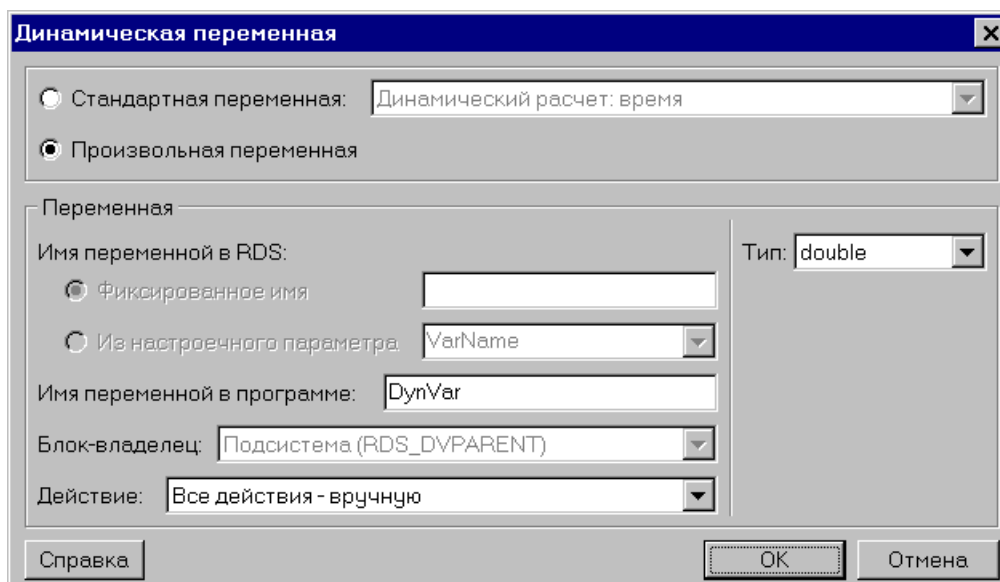 Динамическая переменная
Стандартная переменная: Динамический расчет: время
Произвольная переменная
Переменная
Имя переменной в RDS:
Тип: double
Фиксированное имя
Из настроечного параметра VarName
Имя переменной в программе: DynVar
Блок-владелец: Подсистема (RDS_DVPARENT)
Действие: Все действия - вручную
Справка OK Отмена